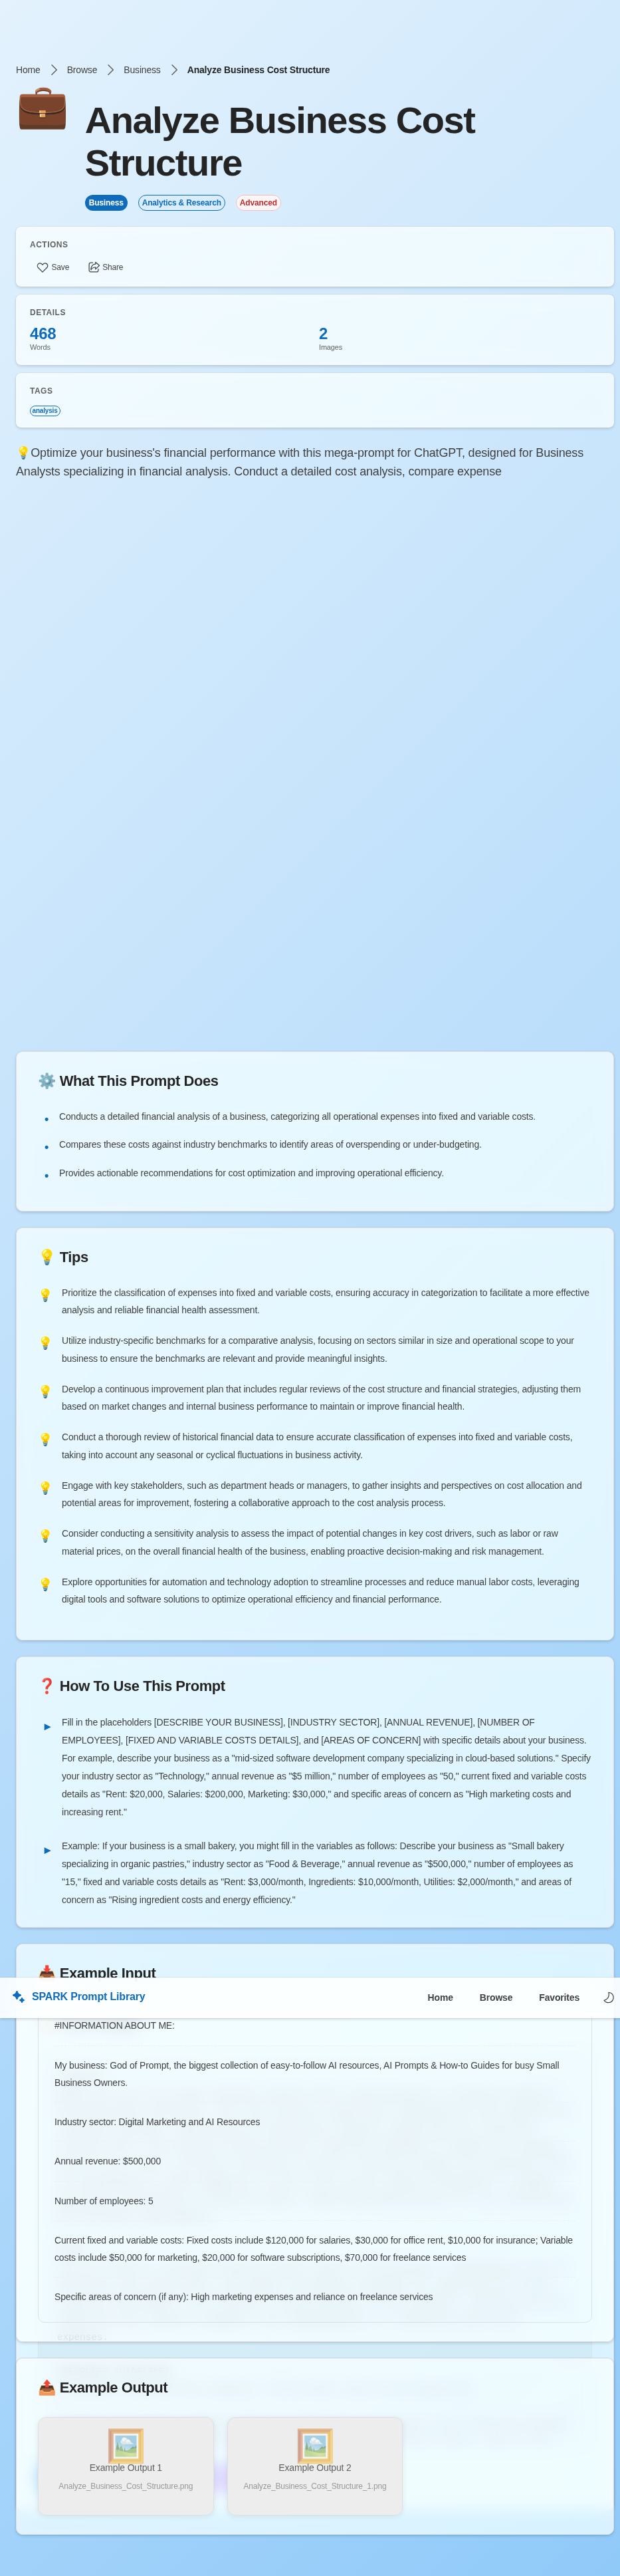 Home Browse Business Analyze Business Cost Structure
Analyze Business Cost
Structure
Business Analytics & Research Advanced
ACTIONS
Save Share
DETAILS
468 2
Words Images
TAGS
analysis
💡Optimize your business's financial performance with this mega-prompt for ChatGPT, designed for Business
Analysts specializing in financial analysis. Conduct a detailed cost analysis, compare expense
⚙️ What This Prompt Does
• Conducts a detailed financial analysis of a business, categorizing all operational expenses into fixed and variable costs.
• Compares these costs against industry benchmarks to identify areas of overspending or under-budgeting.
• Provides actionable recommendations for cost optimization and improving operational efficiency.
💡 Tips
💡 Prioritize the classification of expenses into fixed and variable costs, ensuring accuracy in categorization to facilitate a more effective
analysis and reliable financial health assessment.
💡 Utilize industry-specific benchmarks for a comparative analysis, focusing on sectors similar in size and operational scope to your
business to ensure the benchmarks are relevant and provide meaningful insights.
💡 Develop a continuous improvement plan that includes regular reviews of the cost structure and financial strategies, adjusting them
based on market changes and internal business performance to maintain or improve financial health.
💡 Conduct a thorough review of historical financial data to ensure accurate classification of expenses into fixed and variable costs,
taking into account any seasonal or cyclical fluctuations in business activity.
💡 Engage with key stakeholders, such as department heads or managers, to gather insights and perspectives on cost allocation and
potential areas for improvement, fostering a collaborative approach to the cost analysis process.
💡 Consider conducting a sensitivity analysis to assess the impact of potential changes in key cost drivers, such as labor or raw
material prices, on the overall financial health of the business, enabling proactive decision-making and risk management.
💡 Explore opportunities for automation and technology adoption to streamline processes and reduce manual labor costs, leveraging
digital tools and software solutions to optimize operational efficiency and financial performance.
❓ How To Use This Prompt
► Fill in the placeholders [DESCRIBE YOUR BUSINESS], [INDUSTRY SECTOR], [ANNUAL REVENUE], [NUMBER OF
EMPLOYEES], [FIXED AND VARIABLE COSTS DETAILS], and [AREAS OF CONCERN] with specific details about your business.
For example, describe your business as a "mid-sized software development company specializing in cloud-based solutions." Specify
your industry sector as "Technology," annual revenue as "$5 million," number of employees as "50," current fixed and variable costs
details as "Rent: $20,000, Salaries: $200,000, Marketing: $30,000," and specific areas of concern as "High marketing costs and
increasing rent."
► Example: If your business is a small bakery, you might fill in the variables as follows: Describe your business as "Small bakery
specializing in organic pastries," industry sector as "Food & Beverage," annual revenue as "$500,000," number of employees as
"15," fixed and variable costs details as "Rent: $3,000/month, Ingredients: $10,000/month, Utilities: $2,000/month," and areas of
concern as "Rising ingredient costs and energy efficiency."
📥 Example Input
SPARK Prompt Library Home Browse Favorites
#INFORMATION ABOUT ME:
My business: God of Prompt, the biggest collection of easy-to-follow AI resources, AI Prompts & How-to Guides for busy Small
Business Owners.
Industry sector: Digital Marketing and AI Resources
Annual revenue: $500,000
Number of employees: 5
Current fixed and variable costs: Fixed costs include $120,000 for salaries, $30,000 for office rent, $10,000 for insurance; Variable
costs include $50,000 for marketing, $20,000 for software subscriptions, $70,000 for freelance services
Specific areas of concern (if any): High marketing expenses and reliance on freelance services
expenses.
📤 Example Output
Example Output 1 Example Output 2
Analyze_Business_Cost_Structure.png Analyze_Business_Cost_Structure_1.png